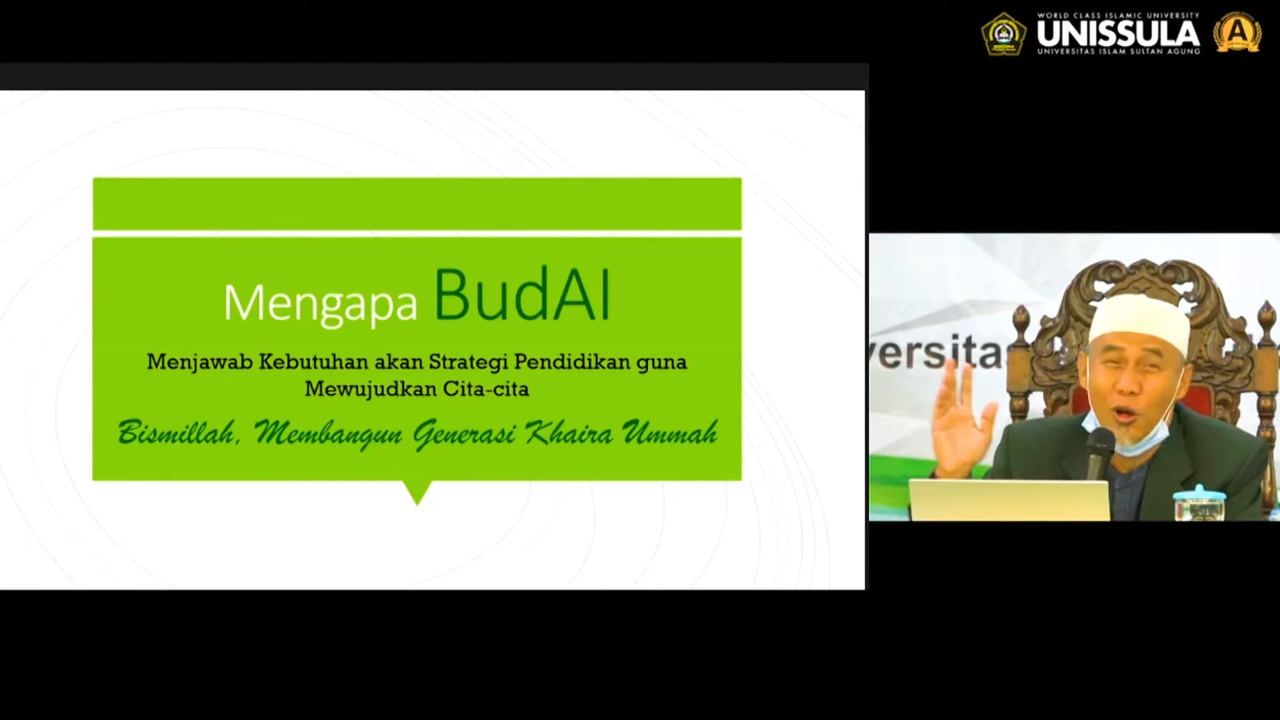 WORLD CLASS ISLAMIC UNIVERSITY
UNISSULA
UNIVERSITAS ISLAM SULTAN AGUNG
A
Mengapa BudAI
Menjawab Kebutuhan akan Strategi Pendidikan guna
Mewujudkan Cita-cita
Bismillah, Membangun Generasi Khaira Ummah
versita